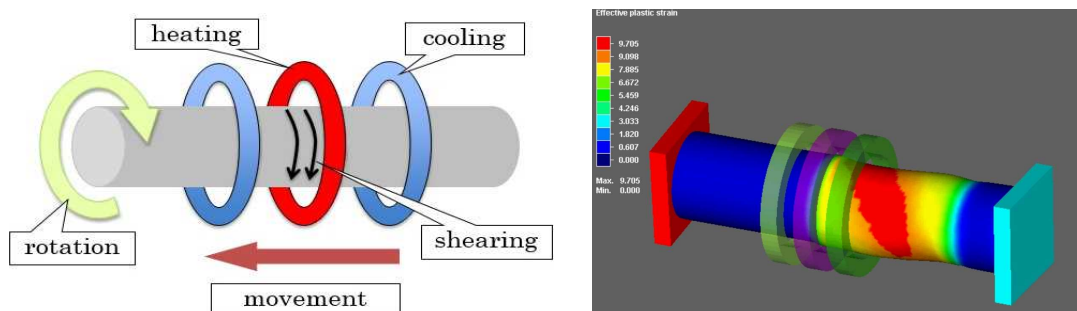 heating
cooling
rotation
shearing
movement
Effective plastic strain
9.705
9.098
7.885
6.672
5.459
4.246
3.033
1.820
0.607
0.000
Max. 9.705
Min. 0.000